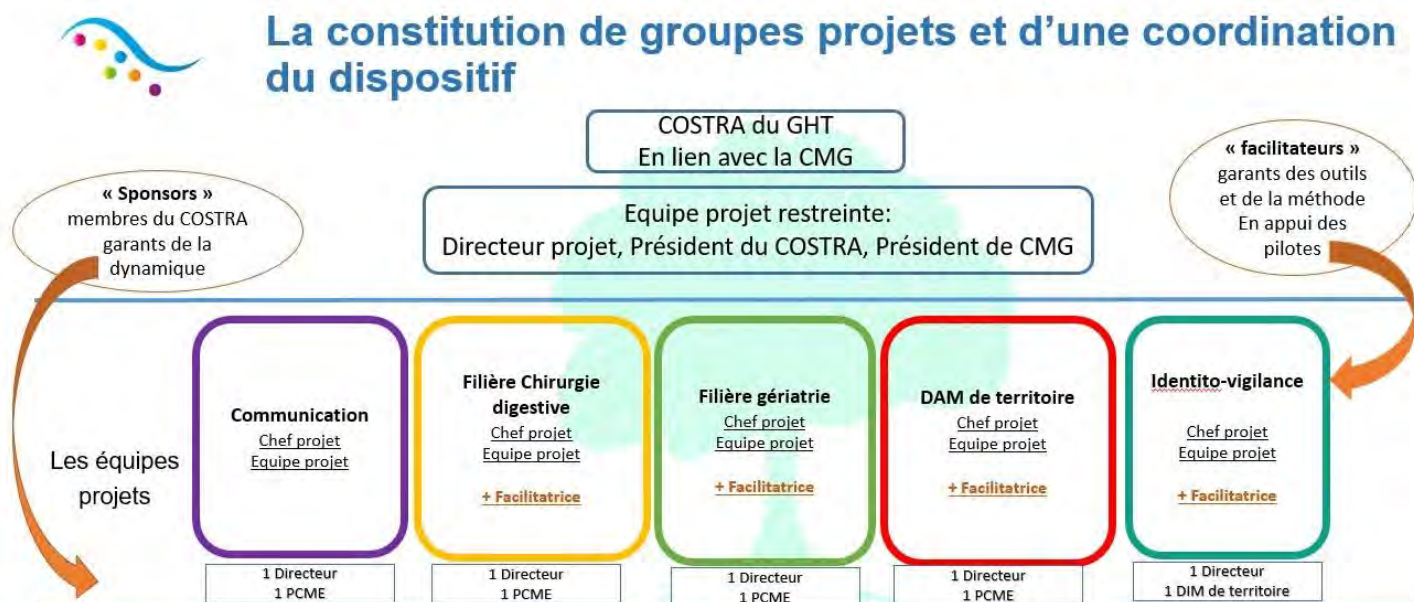 La constitution de groupes projets et d’une coordination
du dispositif
COSTRA du GHT
En lien avec la CMG
« Sponsors »
membres du COSTRA
garants de la
dynamique
Equipe projet restreinte:
Directeur projet, Président du COSTRA, Président de CMG
« facilitateurs »
garants des outils
et de la méthode
En appui des
pilotes
Les équipes
projets
Communication
Chef projet
Equipe projet
Filière Chirurgie
digestive
Chef projet
Equipe projet
+ Facilitatrice
Filière gériatrie
Chef projet
Equipe projet
+ Facilitatrice
DAM de territoire
Chef projet
Equipe projet
+ Facilitatrice
Identito-vigilance
Chef projet
Equipe projet
+ Facilitatrice
1 Directeur
1 PCME
1 Directeur
1 PCME
1 Directeur
1 PCME
1 Directeur
1 PCME
1 Directeur
1 DIM de territoire